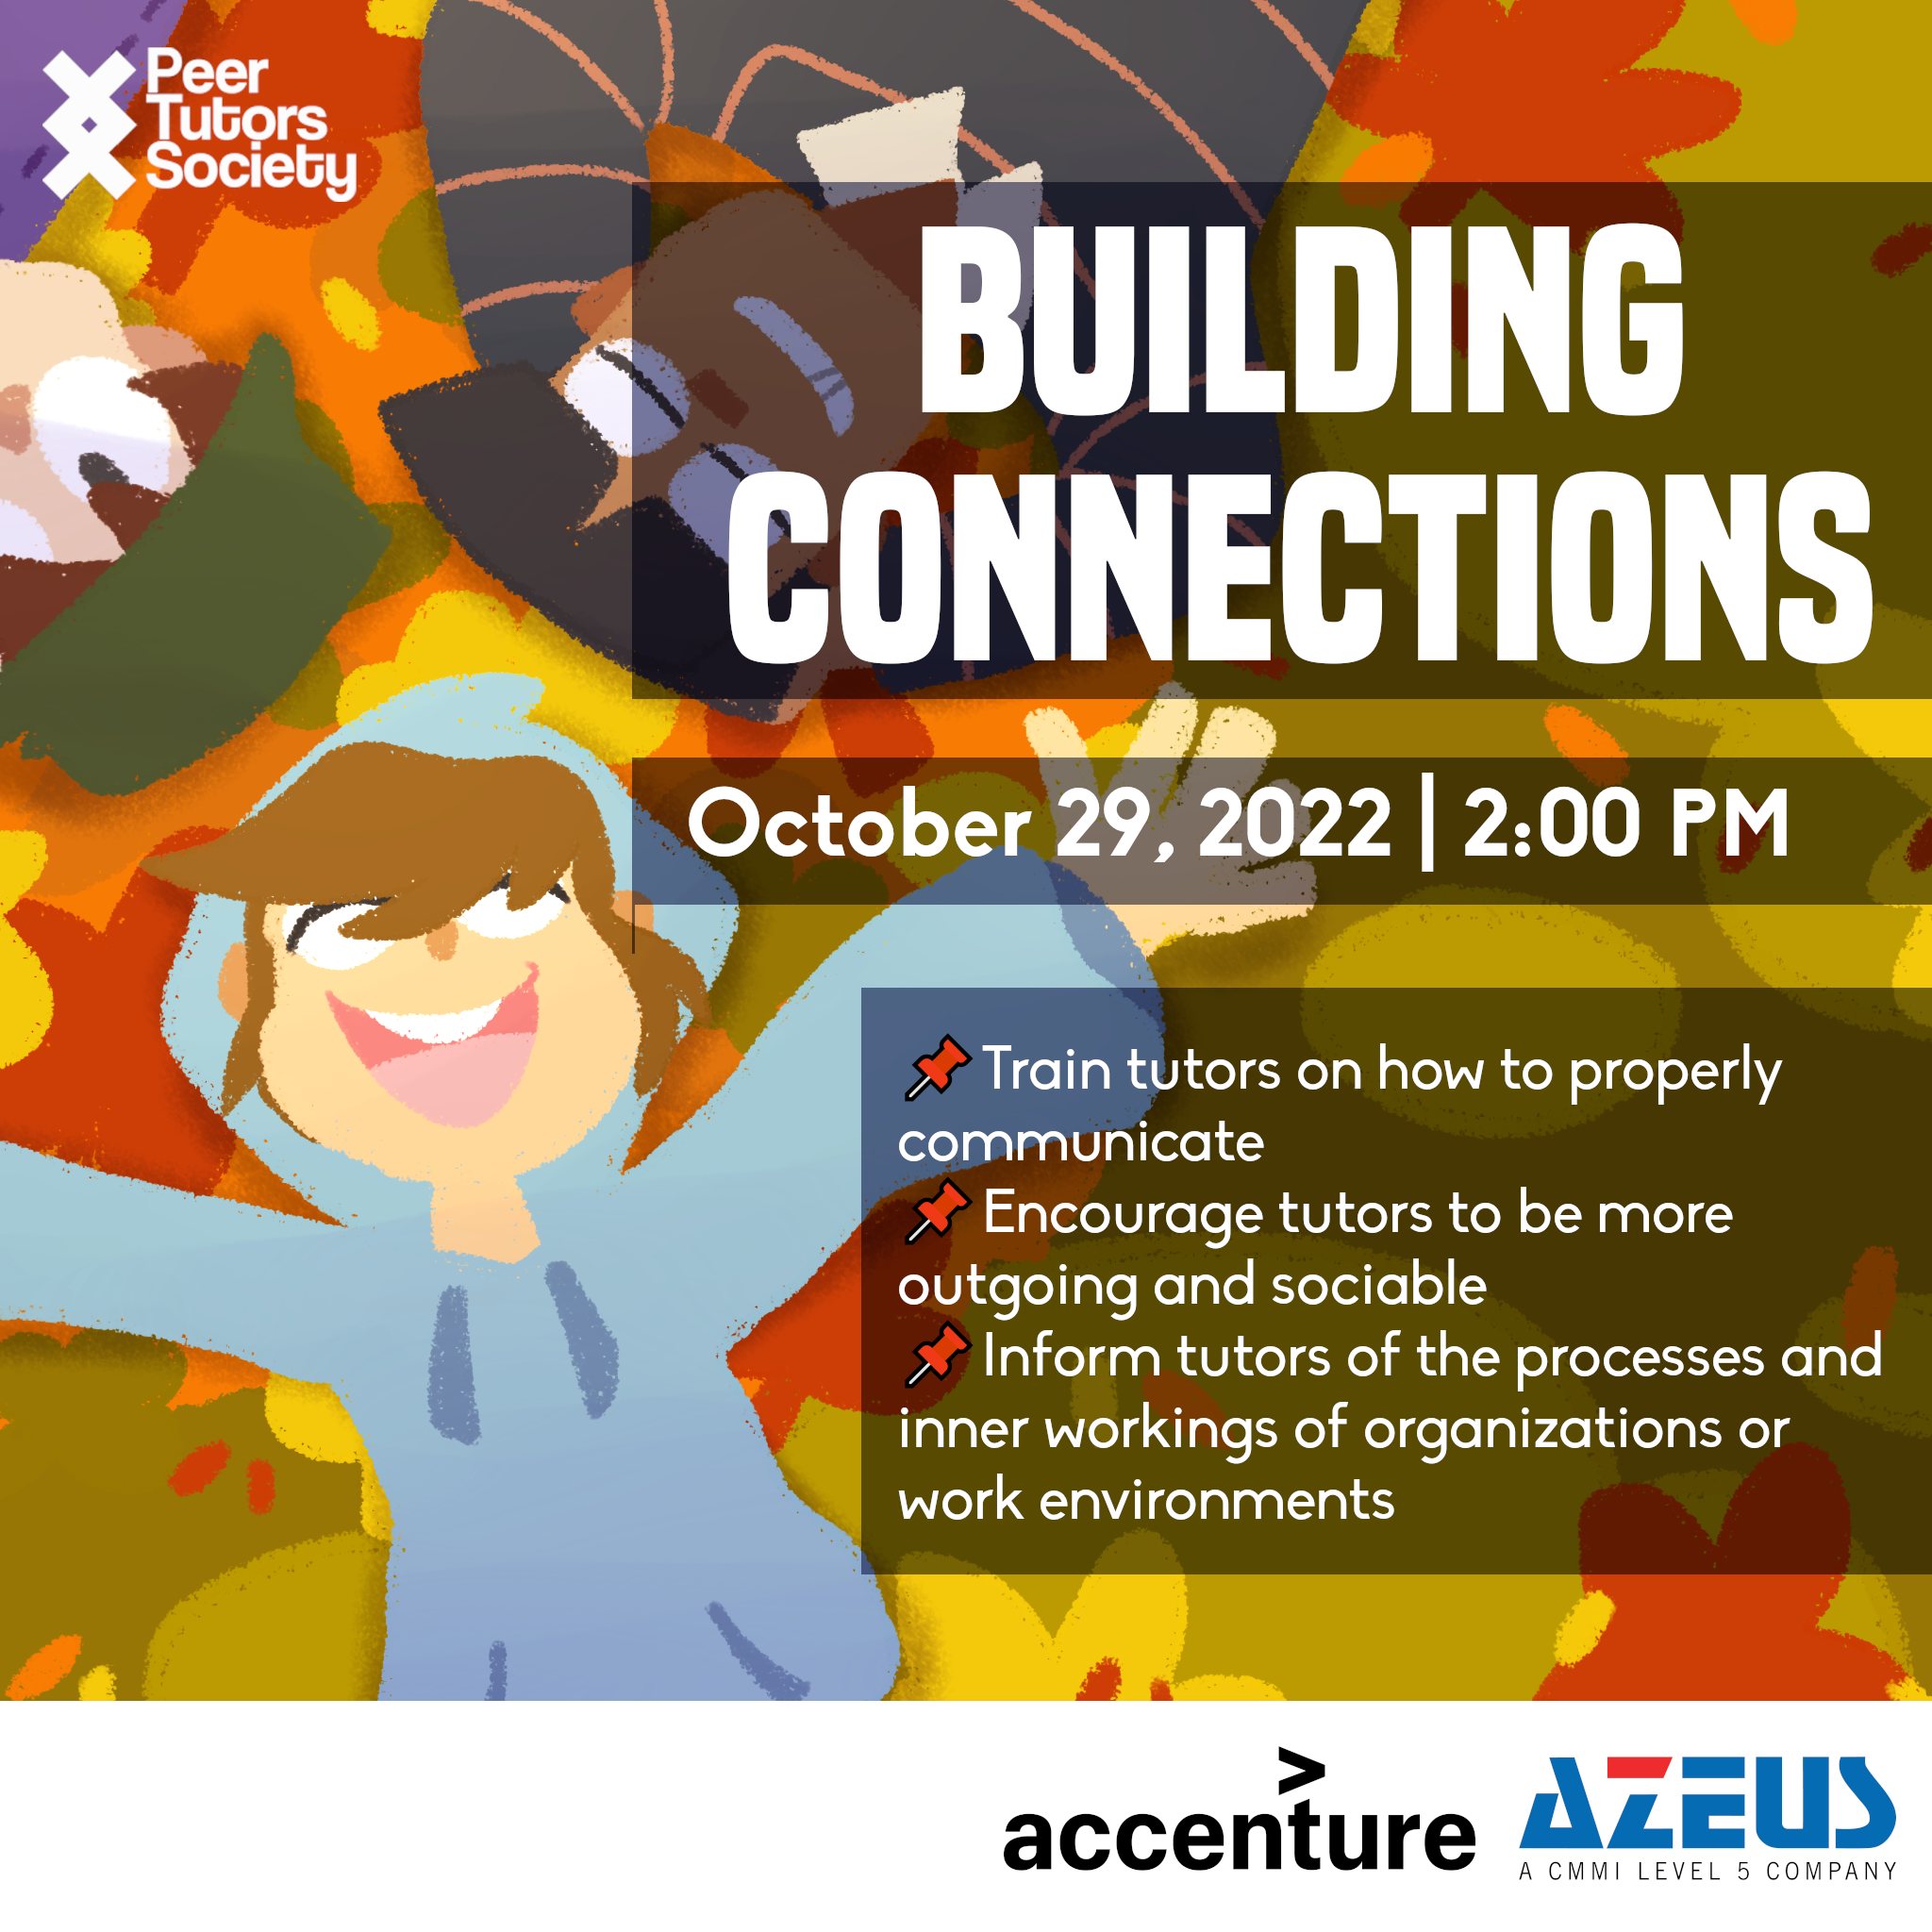 Peer
Tutors
Society
BUILDING
CONNECTIONS
October 29, 2022 | 2:00 PM
📌 Train tutors on how to properly
communicate
📌 Encourage tutors to be more
outgoing and sociable
📌 Inform tutors of the processes and
inner workings of organizations or
work environments
accenture
AZEUS
A CMMI LEVEL 5 COMPANY